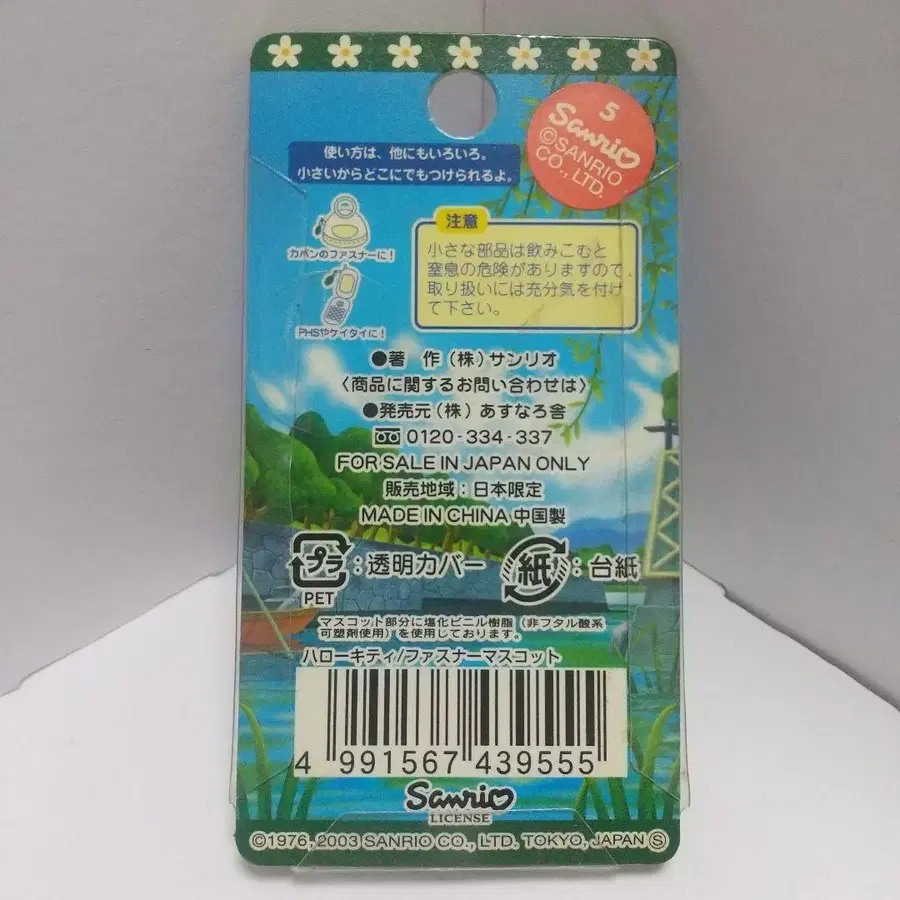 5
Sanrio
©SANRIO
CO., LTD.
使い方は、他にもいろいろ。
小さいからどこにでもつけられるよ。
カバンのファスナーに!
PHSやケイタイに!
注意
小さな部品は飲みこむと
窒息の危険がありますので、
取り扱いには充分気を付け
て下さい。
●著 作 (株) サンリオ
〈商品に関するお問い合わせは〉
●発売元 (株) あすなろ舎
0120-334-337
FOR SALE IN JAPAN ONLY
販売地域:日本限定
MADE IN CHINA 中国製
プラ:透明カバー 紙:台紙
PET
マスコット部分に塩化ビニル樹脂(非フタル酸系
可塑剤使用)を使用しております。
ハローキティ/ファスナーマスコット
4 991567 439555
Sanrio
LICENSE
©1976, 2003 SANRIO CO., LTD. TOKYO, JAPAN Ⓢ